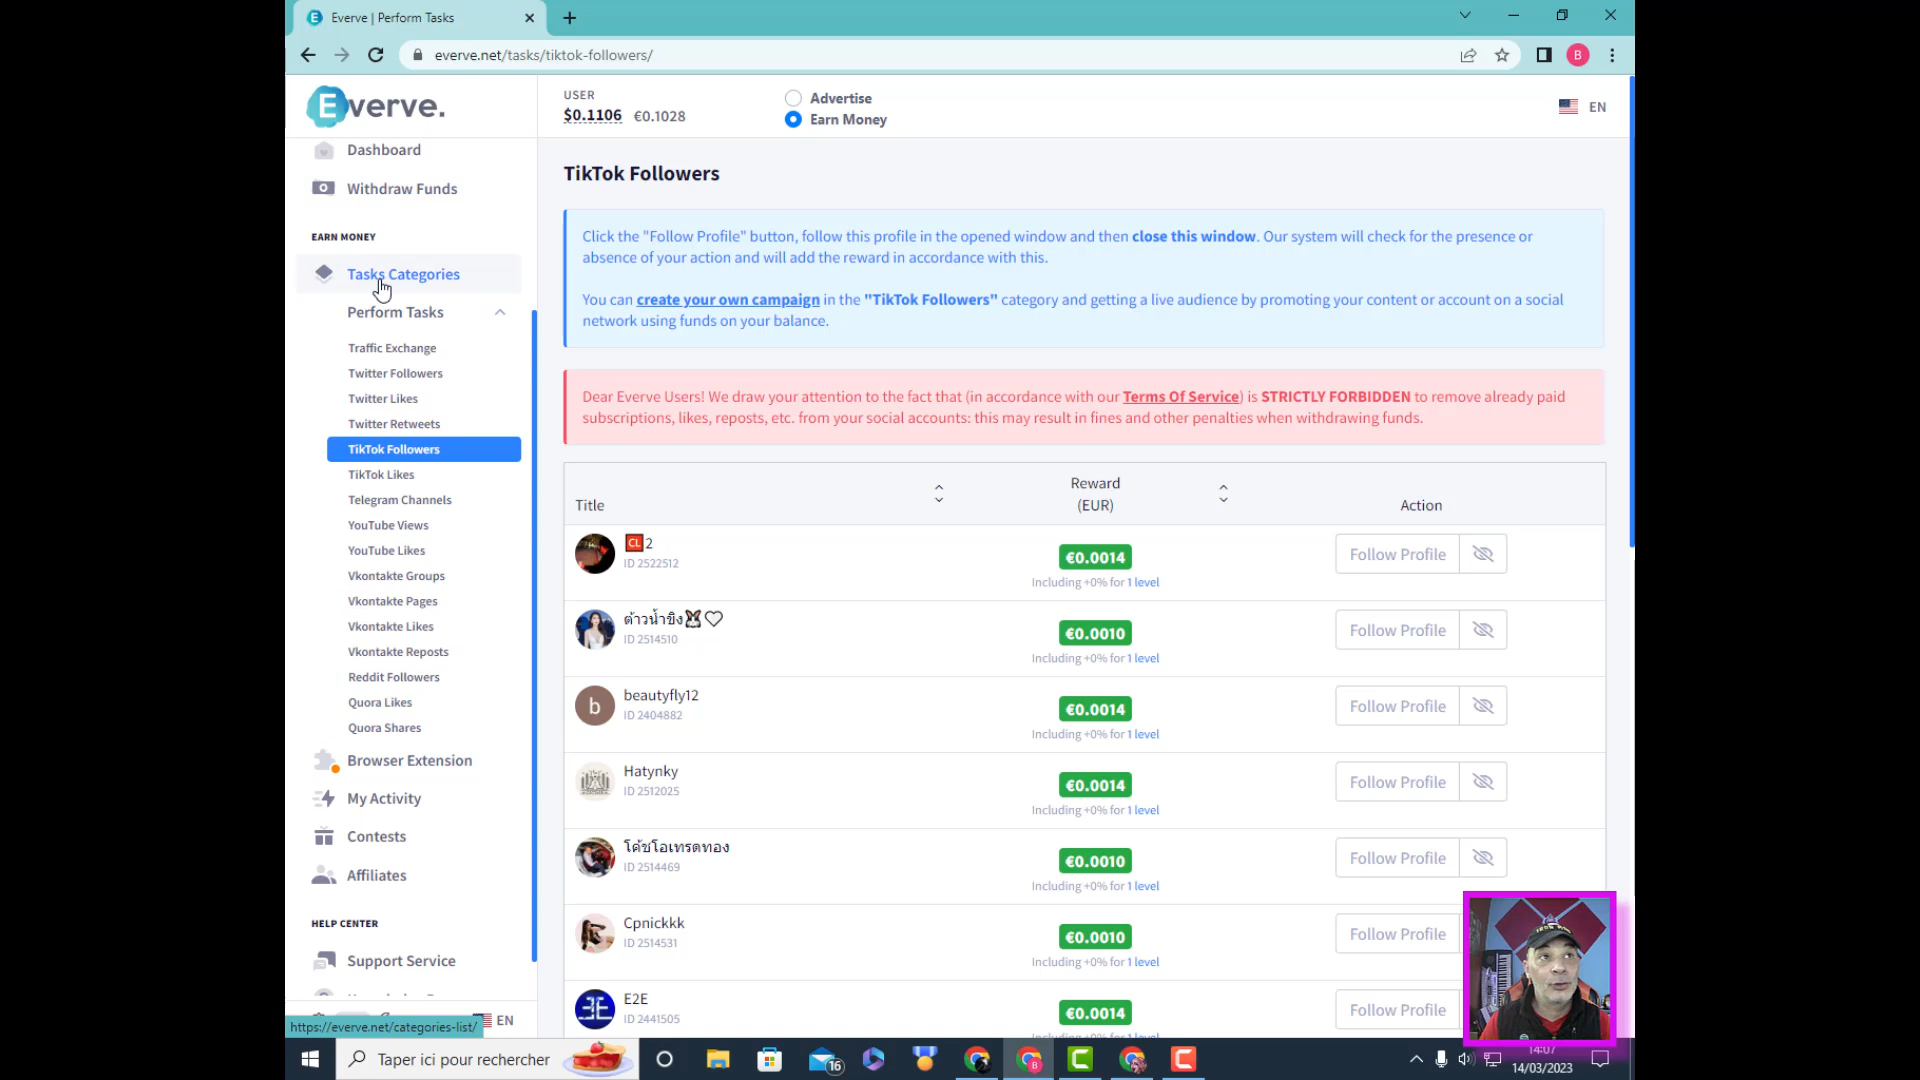 Everve | Perform Tasks
everve.net/tasks/tiktok-followers/
B
Everve.
USER
$0.1106 €0.1028
Advertise
Earn Money
EN
Dashboard
Withdraw Funds
EARN MONEY
Tasks Categories
Perform Tasks
Traffic Exchange
Twitter Followers
Twitter Likes
Twitter Retweets
TikTok Followers
TikTok Likes
Telegram Channels
YouTube Views
YouTube Likes
Vkontakte Groups
Vkontakte Pages
Vkontakte Likes
Vkontakte Reposts
Reddit Followers
Quora Likes
Quora Shares
Browser Extension
My Activity
Contests
Affiliates
HELP CENTER
Support Service
EN
https://everve.net/categories-list/
TikTok Followers
Click the "Follow Profile" button, follow this profile in the opened window and then close this window. Our system will check for the presence or
absence of your action and will add the reward in accordance with this.
You can create your own campaign in the "TikTok Followers" category and getting a live audience by promoting your content or account on a social
network using funds on your balance.
Dear Everve Users! We draw your attention to the fact that (in accordance with our Terms Of Service) is STRICTLY FORBIDDEN to remove already paid
subscriptions, likes, reposts, etc. from your social accounts: this may result in fines and other penalties when withdrawing funds.
Title Reward (EUR) Action
🆑2
ID 2522512
€0.0014
Including +0% for 1 level
Follow Profile
ต้าวน้ำขิง🐰♡
ID 2514510
€0.0010
Including +0% for 1 level
Follow Profile
b
beautyfly12
ID 2404882
€0.0014
Including +0% for 1 level
Follow Profile
Hatynky
ID 2512025
€0.0014
Including +0% for 1 level
Follow Profile
โค้ชโอเทรดทอง
ID 2514469
€0.0010
Including +0% for 1 level
Follow Profile
Cpnickkk
ID 2514531
€0.0010
Including +0% for 1 level
Follow Profile
E2E
ID 2441505
€0.0014
Follow Profile
Taper ici pour rechercher
16
14:07
14/03/2023